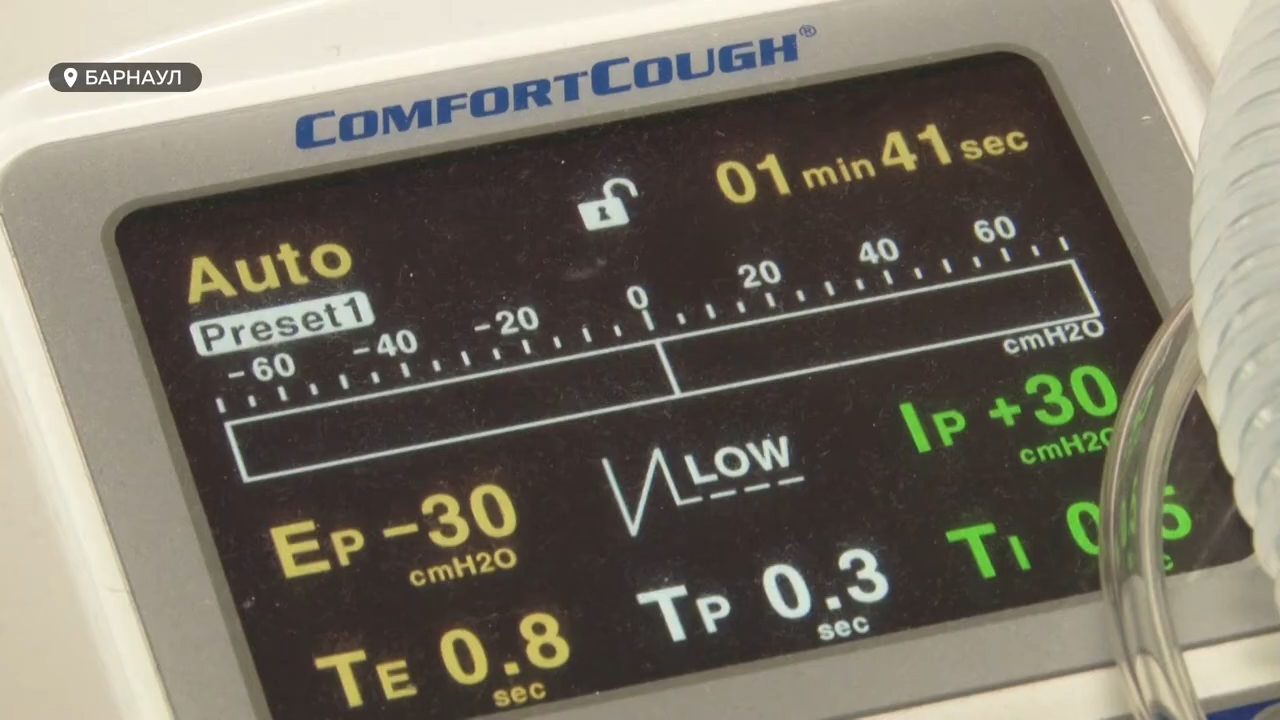 БАРНАУЛ
COMFORTCOUGH®
01 min 41 sec
Auto
Preset1
-60 -40 -20 0 20 40 60
cmH2O
IP +30
cmH2O
LOW
EP -30
cmH2O
TI
TP 0.3
sec
TE 0.8
sec